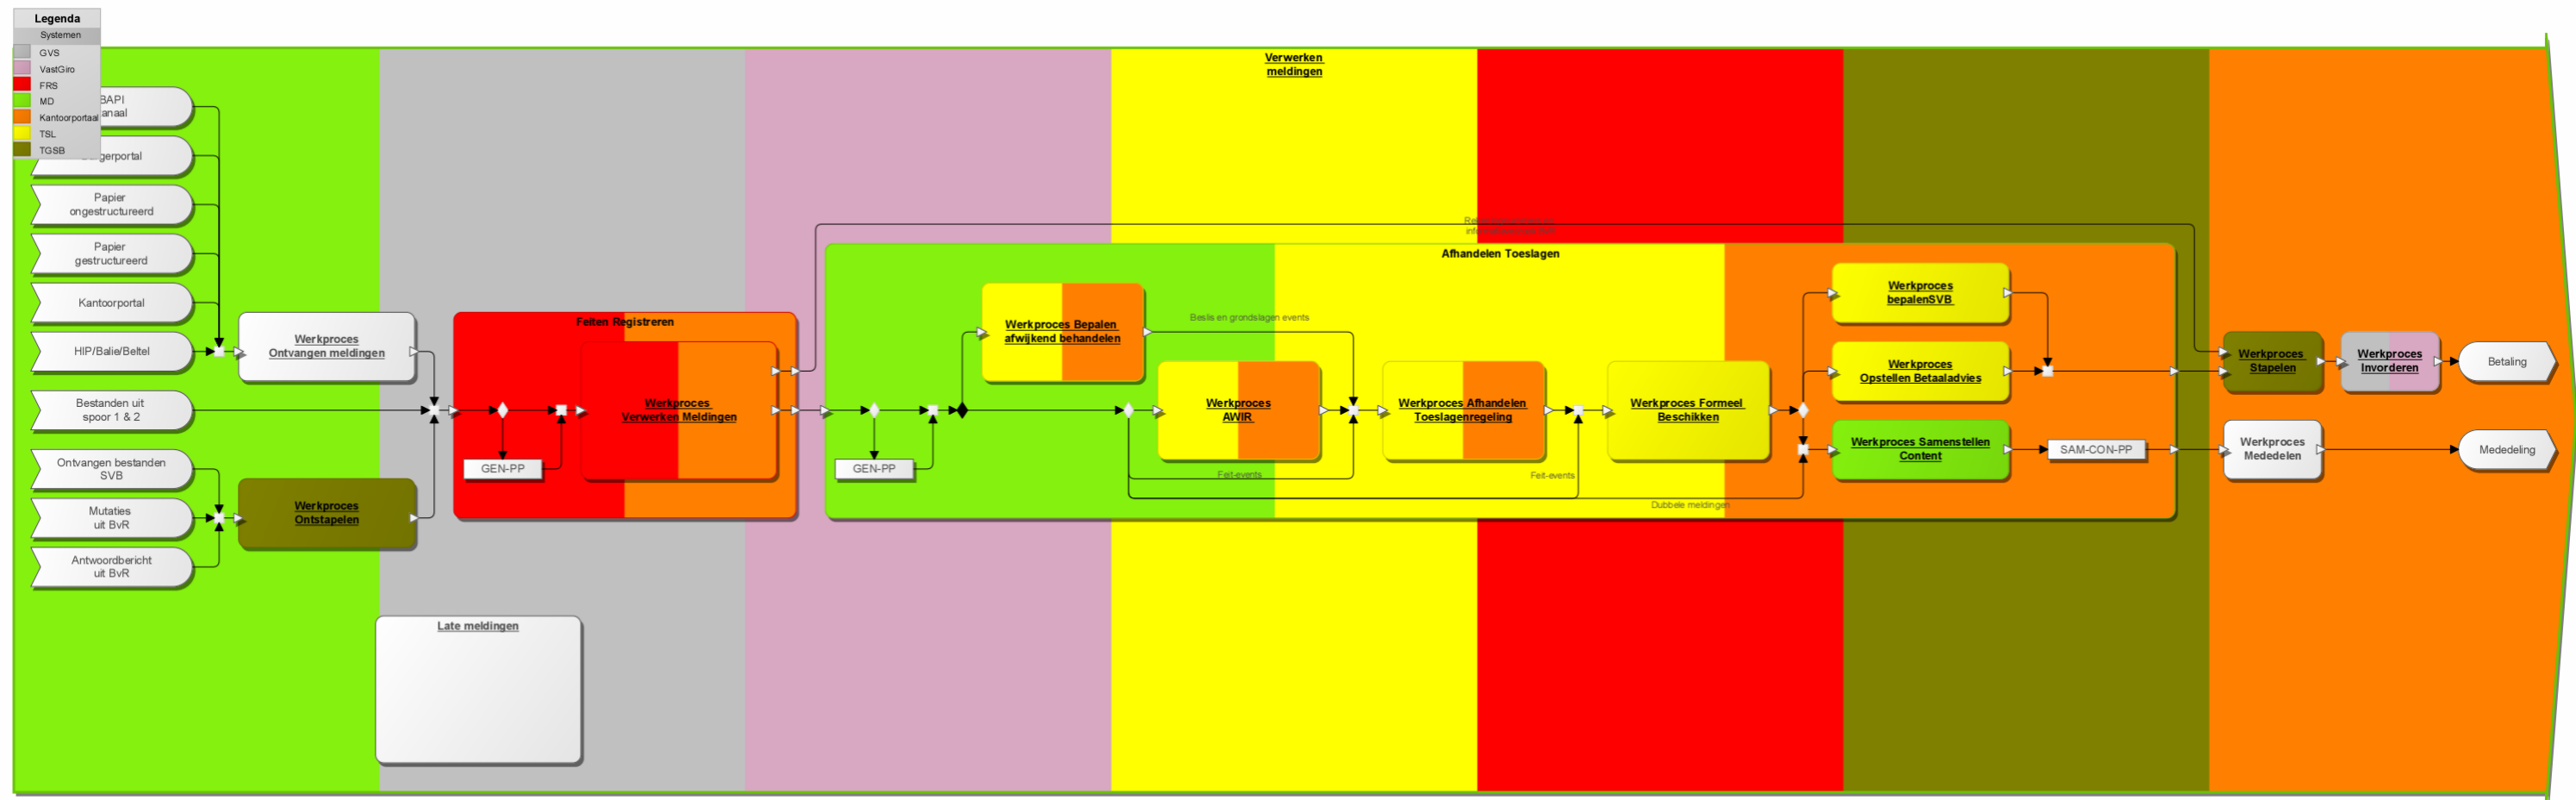 Legenda
Systemen
GVS
VastGiro
FRS
MD
Kantoorportaal
TSL
TGSB
Verwerken
meldingen
BAPI
Papier
ongestructureerd
Papier
gestructureerd
Kantoorportal
HIP/Balie/Beltel
Bestanden uit
spoor 1 & 2
Ontvangen bestanden
SVB
Mutaties
uit BvR
Antwoordbericht
uit BvR
Werkproces
Ontvangen meldingen
Werkproces
Ontstapelen
Late meldingen
Feiten Registreren
GEN-PP
Werkproces
Verwerken Meldingen
Afhandelen Toeslagen
GEN-PP
Werkproces Bepalen
afwijkend behandelen
Beslis en grondslagen events
Werkproces
AWIR
Feit-events
Werkproces Afhandelen
Toeslagenregeling
Feit-events
Werkproces Formeel
Beschikken
Dubbele meldingen
Werkproces
bepalenSVB
Werkproces
Opstellen Betaaladvies
Werkproces Samenstellen
Content
SAM-CON-PP
Werkproces
Stapelen
Werkproces
Invorderen
Betaling
Werkproces
Mededelen
Mededeling